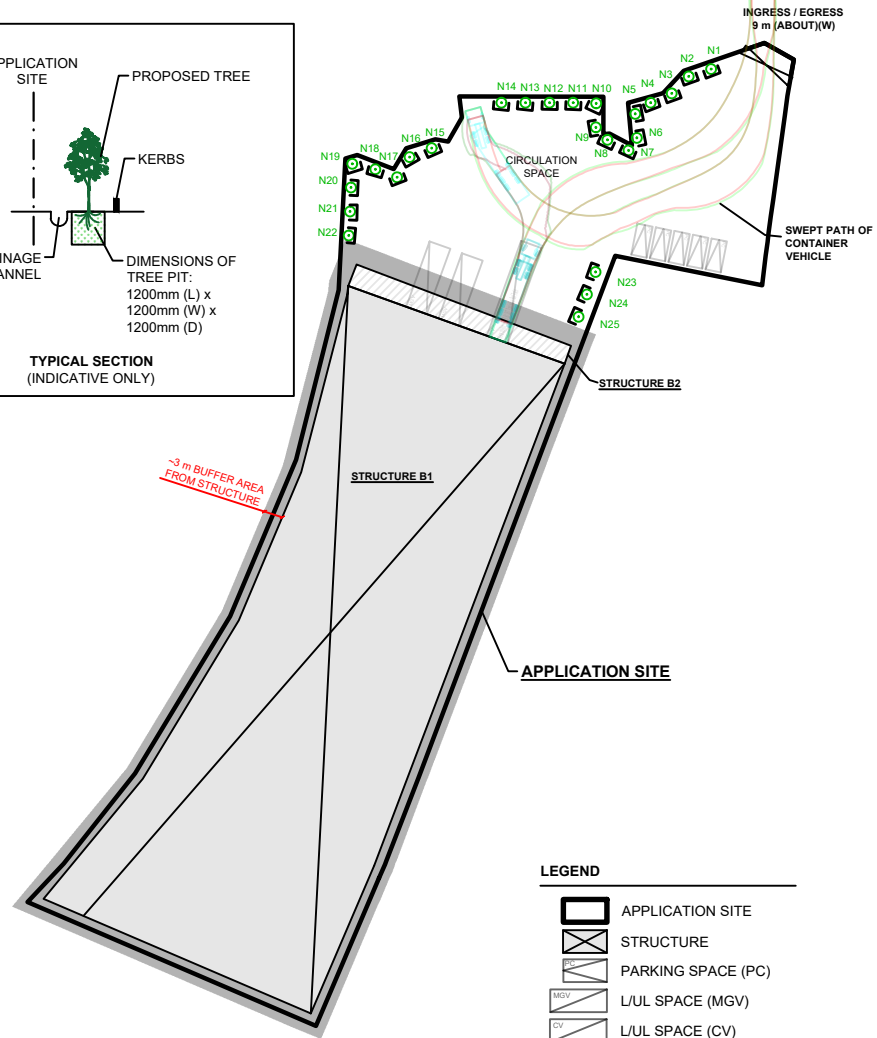 INGRESS / EGRESS
9 m (ABOUT)(W)
SITE
PROPOSED TREE
KERBS
DIMENSIONS OF
TREE PIT:
1200mm (L) x
1200mm (W) x
1200mm (D)
TYPICAL SECTION
(INDICATIVE ONLY)
N1
N2
N3
N4
N5
N6
N7
N8
N9
N10
N11
N12
N13
N14
N15
N16
N17
N18
N19
N20
N21
N22
CIRCULATION
SPACE
SWEPT PATH OF
CONTAINER
VEHICLE
N23
N24
N25
STRUCTURE B2
STRUCTURE B1
~3 m BUFFER AREA
FROM STRUCTURE
APPLICATION SITE
LEGEND
APPLICATION SITE
STRUCTURE
PC
PARKING SPACE (PC)
MGV
L/UL SPACE (MGV)
CV
L/UL SPACE (CV)